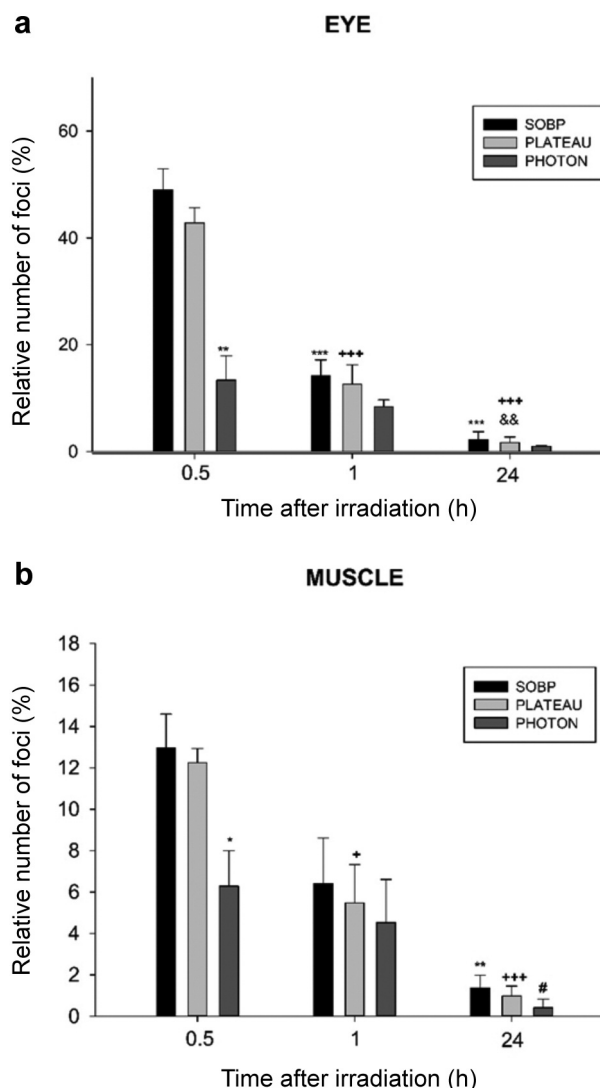 a
EYE
Relative number of foci (%)
60
40
20
0
SOBP
PLATEAU
PHOTON
**
*** +++
+++
*** &&
0.5 1 24
Time after irradiation (h)
b
MUSCLE
Relative number of foci (%)
18
16
14
12
10
8
6
4
2
0
SOBP
PLATEAU
PHOTON
*
+
** +++ #
0.5 1 24
Time after irradiation (h)